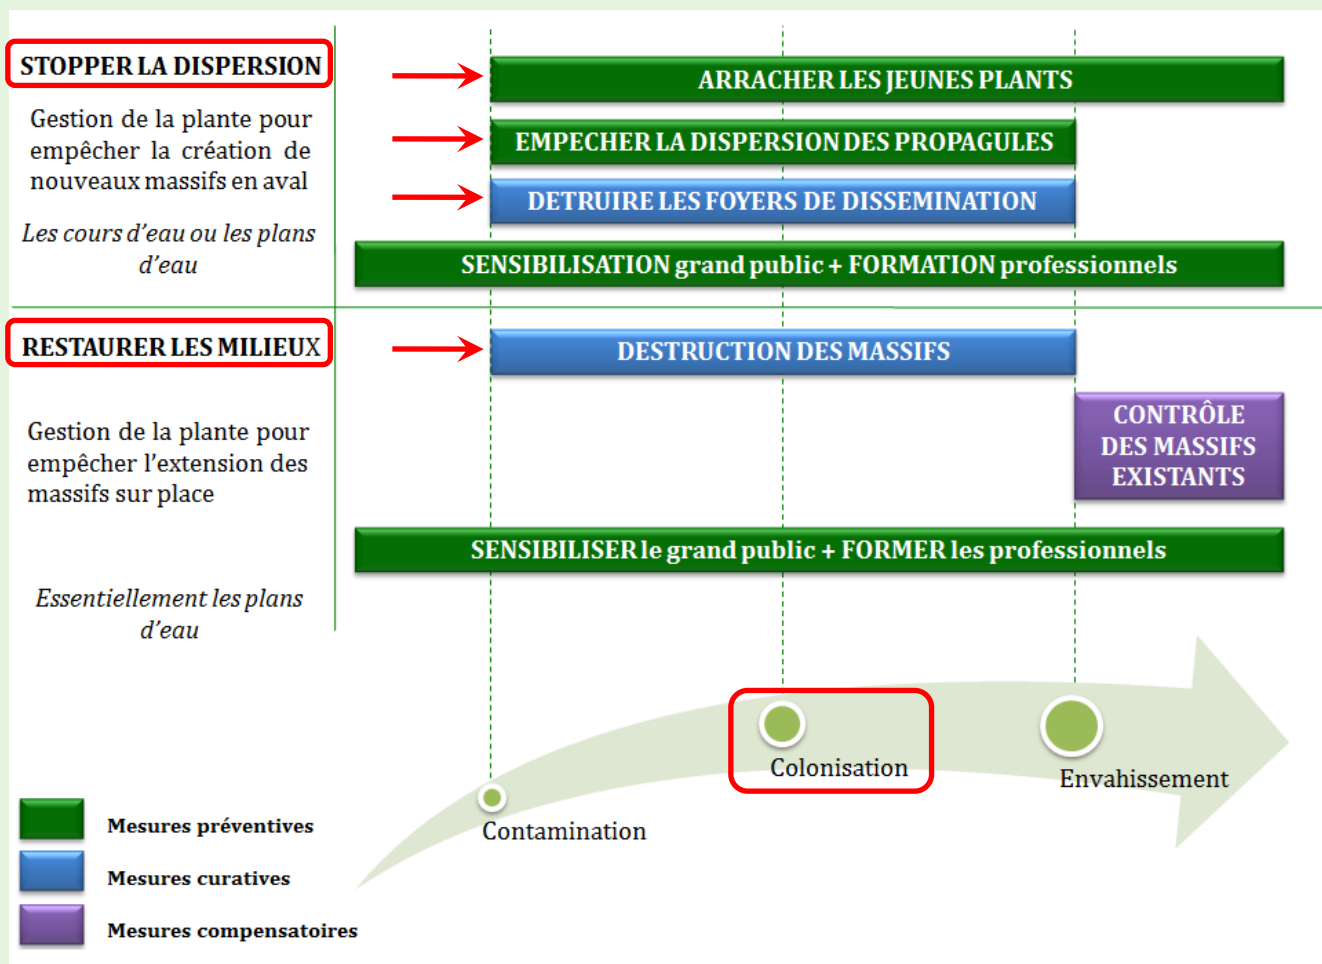 STOPPER LA DISPERSION
Gestion de la plante pour
empêcher la création de
nouveaux massifs en aval
Les cours d'eau ou les plans
d'eau
ARRACHER LES JEUNES PLANTS
EMPECHER LA DISPERSION DES PROPAGULES
DETRUIRE LES FOYERS DE DISSEMINATION
SENSIBILISATION grand public + FORMATION professionnels
RESTAURER LES MILIEUX
Gestion de la plante pour
empêcher l'extension des
massifs sur place
Essentiellement les plans
d'eau
DESTRUCTION DES MASSIFS
CONTRÔLE
DES MASSIFS
EXISTANTS
SENSIBILISER le grand public + FORMER les professionnels
Contamination
Colonisation
Envahissement
Mesures préventives
Mesures curatives
Mesures compensatoires